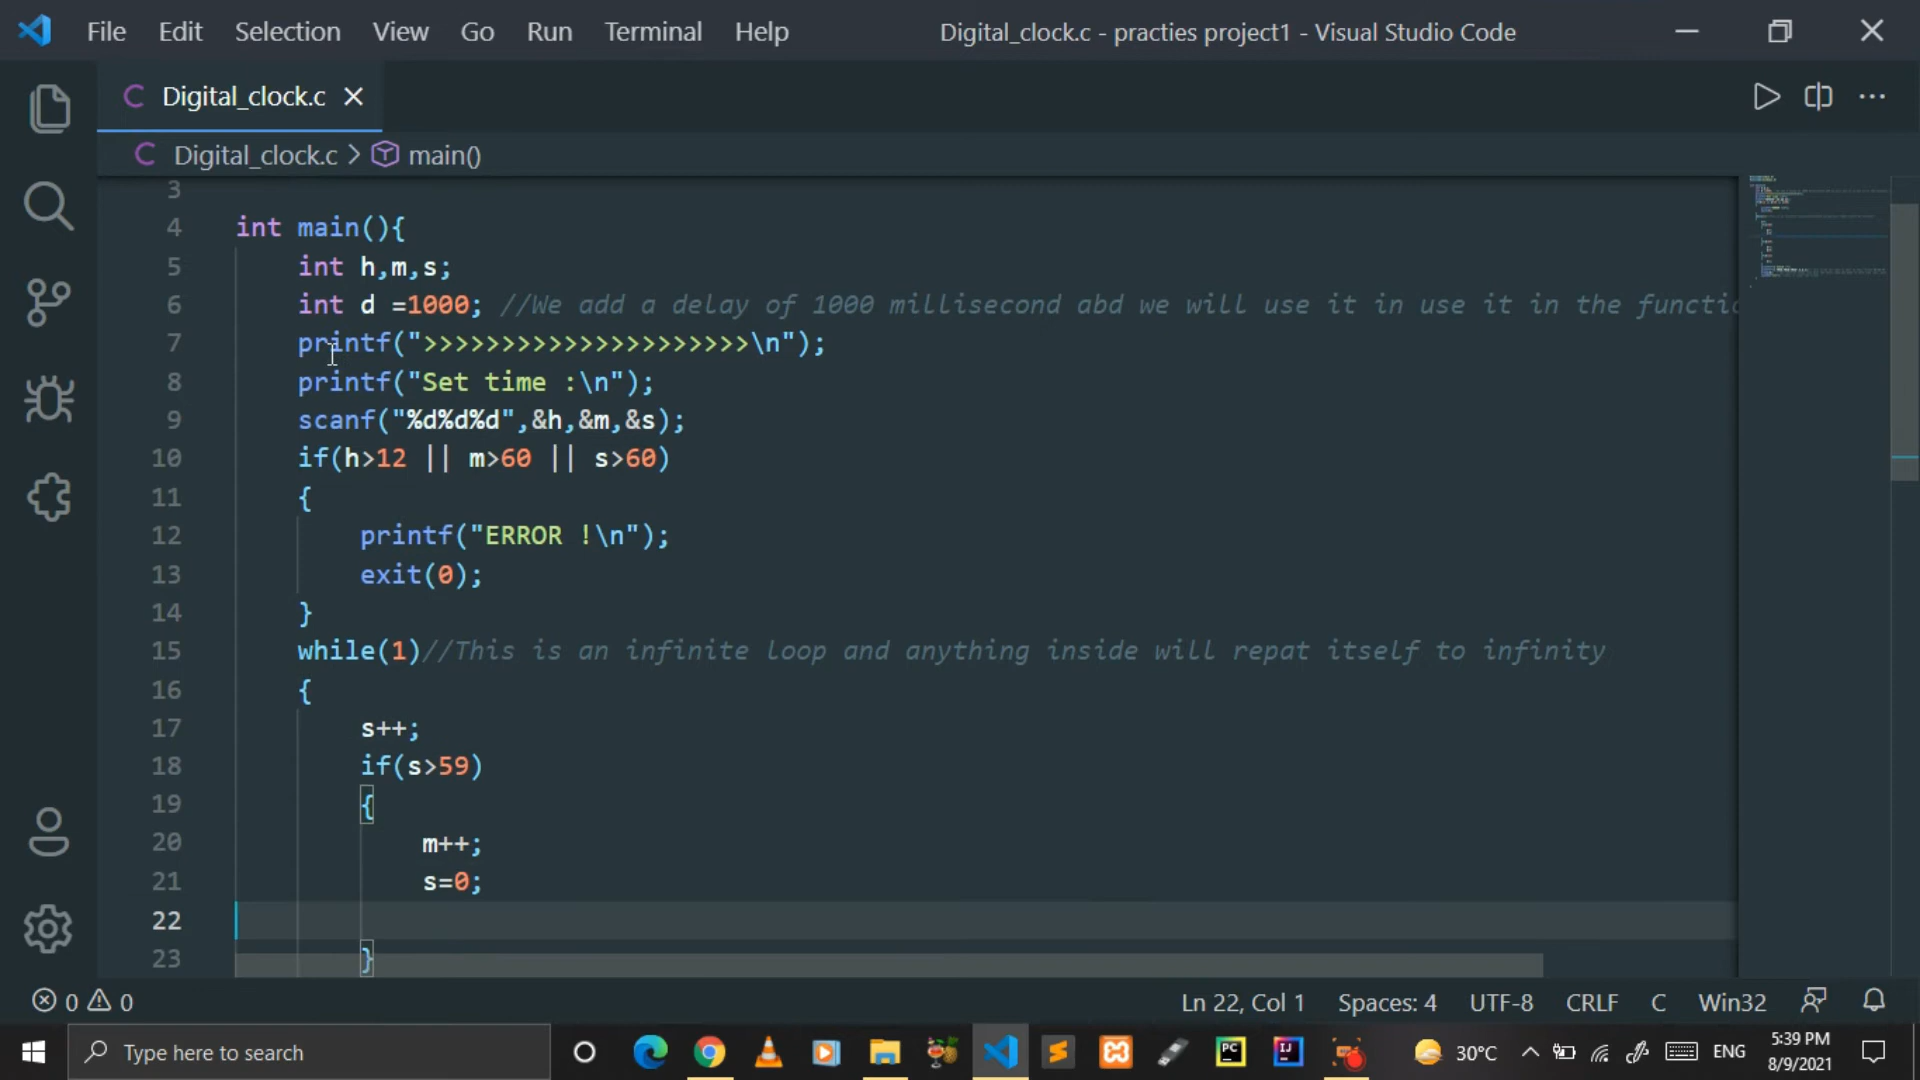 File Edit Selection View Go Run Terminal Help Digital_clock.c - practies project1 - Visual Studio Code
C Digital_clock.c
C Digital_clock.c > main()
3
4 int main(){
5 int h,m,s;
6 int d =1000; //We add a delay of 1000 millisecond abd we will use it in use it in the functio
7 printf(">>>>>>>>>>>>>>>>>>>>>\n");
8 printf("Set time :\n");
9 scanf("%d%d%d",&h,&m,&s);
10 if(h>12 || m>60 || s>60)
11 {
12 printf("ERROR !\n");
13 exit(0);
14 }
15 while(1)//This is an infinite loop and anything inside will repat itself to infinity
16 {
17 s++;
18 if(s>59)
19 {
20 m++;
21 s=0;
22
23 }
0 0 Ln 22, Col 1 Spaces: 4 UTF-8 CRLF C Win32
Type here to search PC IJ 30°C ENG 5:39 PM
8/9/2021